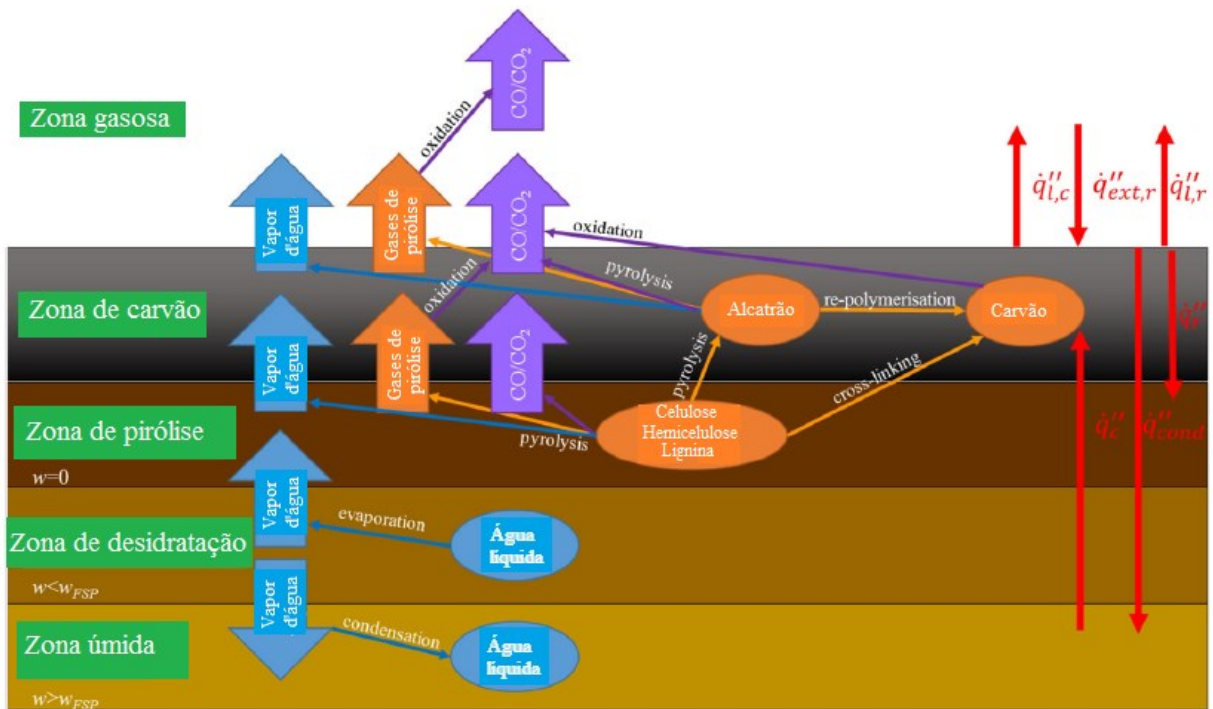 CO/CO₂
Zona gasosa
oxidation
Vapor
d'água
Gases de
pirólise
CO/CO₂
oxidation
q̇″l,c
q̇″ext,r
q̇″l,r
Zona de carvão
oxidation
pyrolysis
Alcatrão
re-polymerisation
Carvão
q̇″r
Vapor
d'água
Gases de
pirólise
CO/CO₂
pyrolysis
cross-linking
Zona de pirólise
w=0
pyrolysis
Celulose
Hemicelulose
Lignina
q̇″c
q̇″cond
Zona de desidratação
w<wFSP
Vapor
d'água
evaporation
Água
líquida
Zona úmida
w>wFSP
Vapor
d'água
condensation
Água
líquida